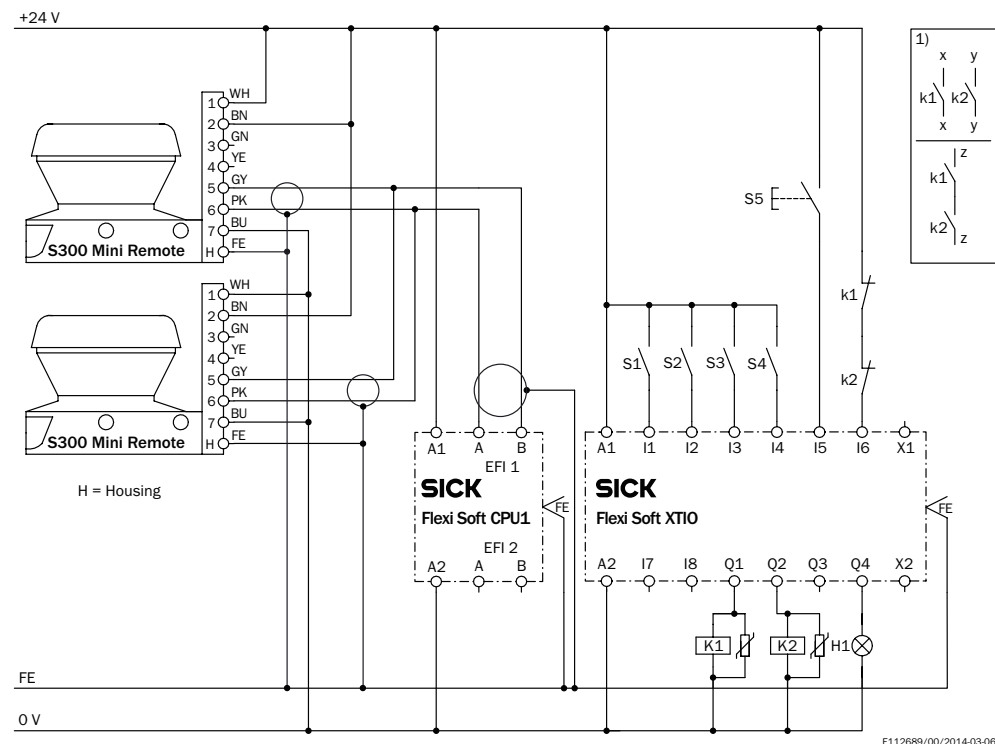 +24 V
1)
x y
k1 k2
x y
z
k1
k2
z
1 WH
2 BN
3 GN
4 YE
5 GY
6 PK
7 BU
H FE
S300 Mini Remote
1 WH
2 BN
3 GN
4 YE
5 GY
6 PK
7 BU
H FE
S300 Mini Remote
H = Housing
S5
k1
k2
S1 S2 S3 S4
A1 A B
EFI 1
SICK
Flexi Soft CPU1
FE
EFI 2
A2 A B
A1 I1 I2 I3 I4 I5 I6 X1
SICK
Flexi Soft XTIO
FE
A2 I7 I8 Q1 Q2 Q3 Q4 X2
K1 K2 H1
FE
0 V
F112689/00/2014-03-06